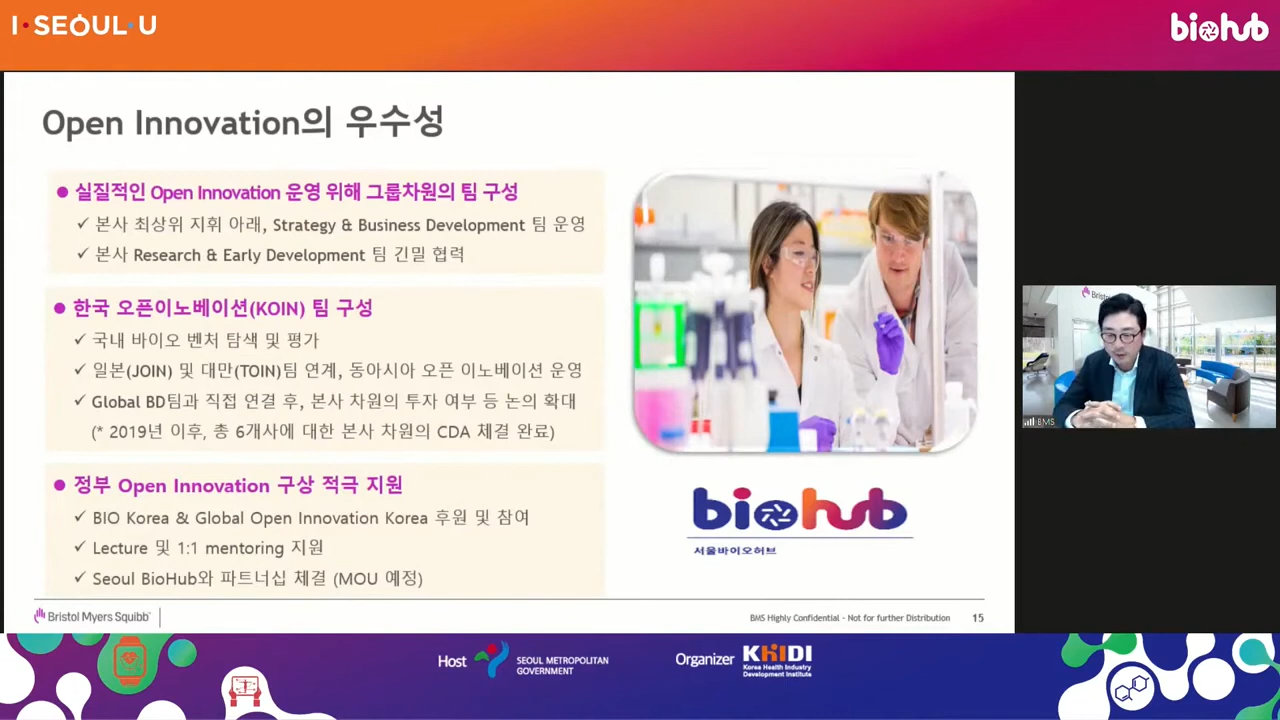 I·SEOUL·U
biohub
Open Innovation의 우수성
● 실질적인 Open Innovation 운영 위해 그룹차원의 팀 구성
✓ 본사 최상위 지휘 아래, Strategy & Business Development 팀 운영
✓ 본사 Research & Early Development 팀 긴밀 협력
● 한국 오픈이노베이션(KOIN) 팀 구성
✓ 국내 바이오 벤처 탐색 및 평가
✓ 일본(JOIN) 및 대만(TOIN)팀 연계, 동아시아 오픈 이노베이션 운영
✓ Global BD팀과 직접 연결 후, 본사 차원의 투자 여부 등 논의 확대
(* 2019년 이후, 총 6개사에 대한 본사 차원의 CDA 체결 완료)
● 정부 Open Innovation 구상 적극 지원
✓ BIO Korea & Global Open Innovation Korea 후원 및 참여
✓ Lecture 및 1:1 mentoring 지원
✓ Seoul BioHub와 파트너십 체결 (MOU 예정)
biohub
서울바이오허브
Bristol Myers Squibb
BMS Highly Confidential - Not for further Distribution
15
Bristol
BMS
Host
SEOUL METROPOLITAN
GOVERNMENT
Organizer
KHIDI
Korea Health Industry
Development Institute